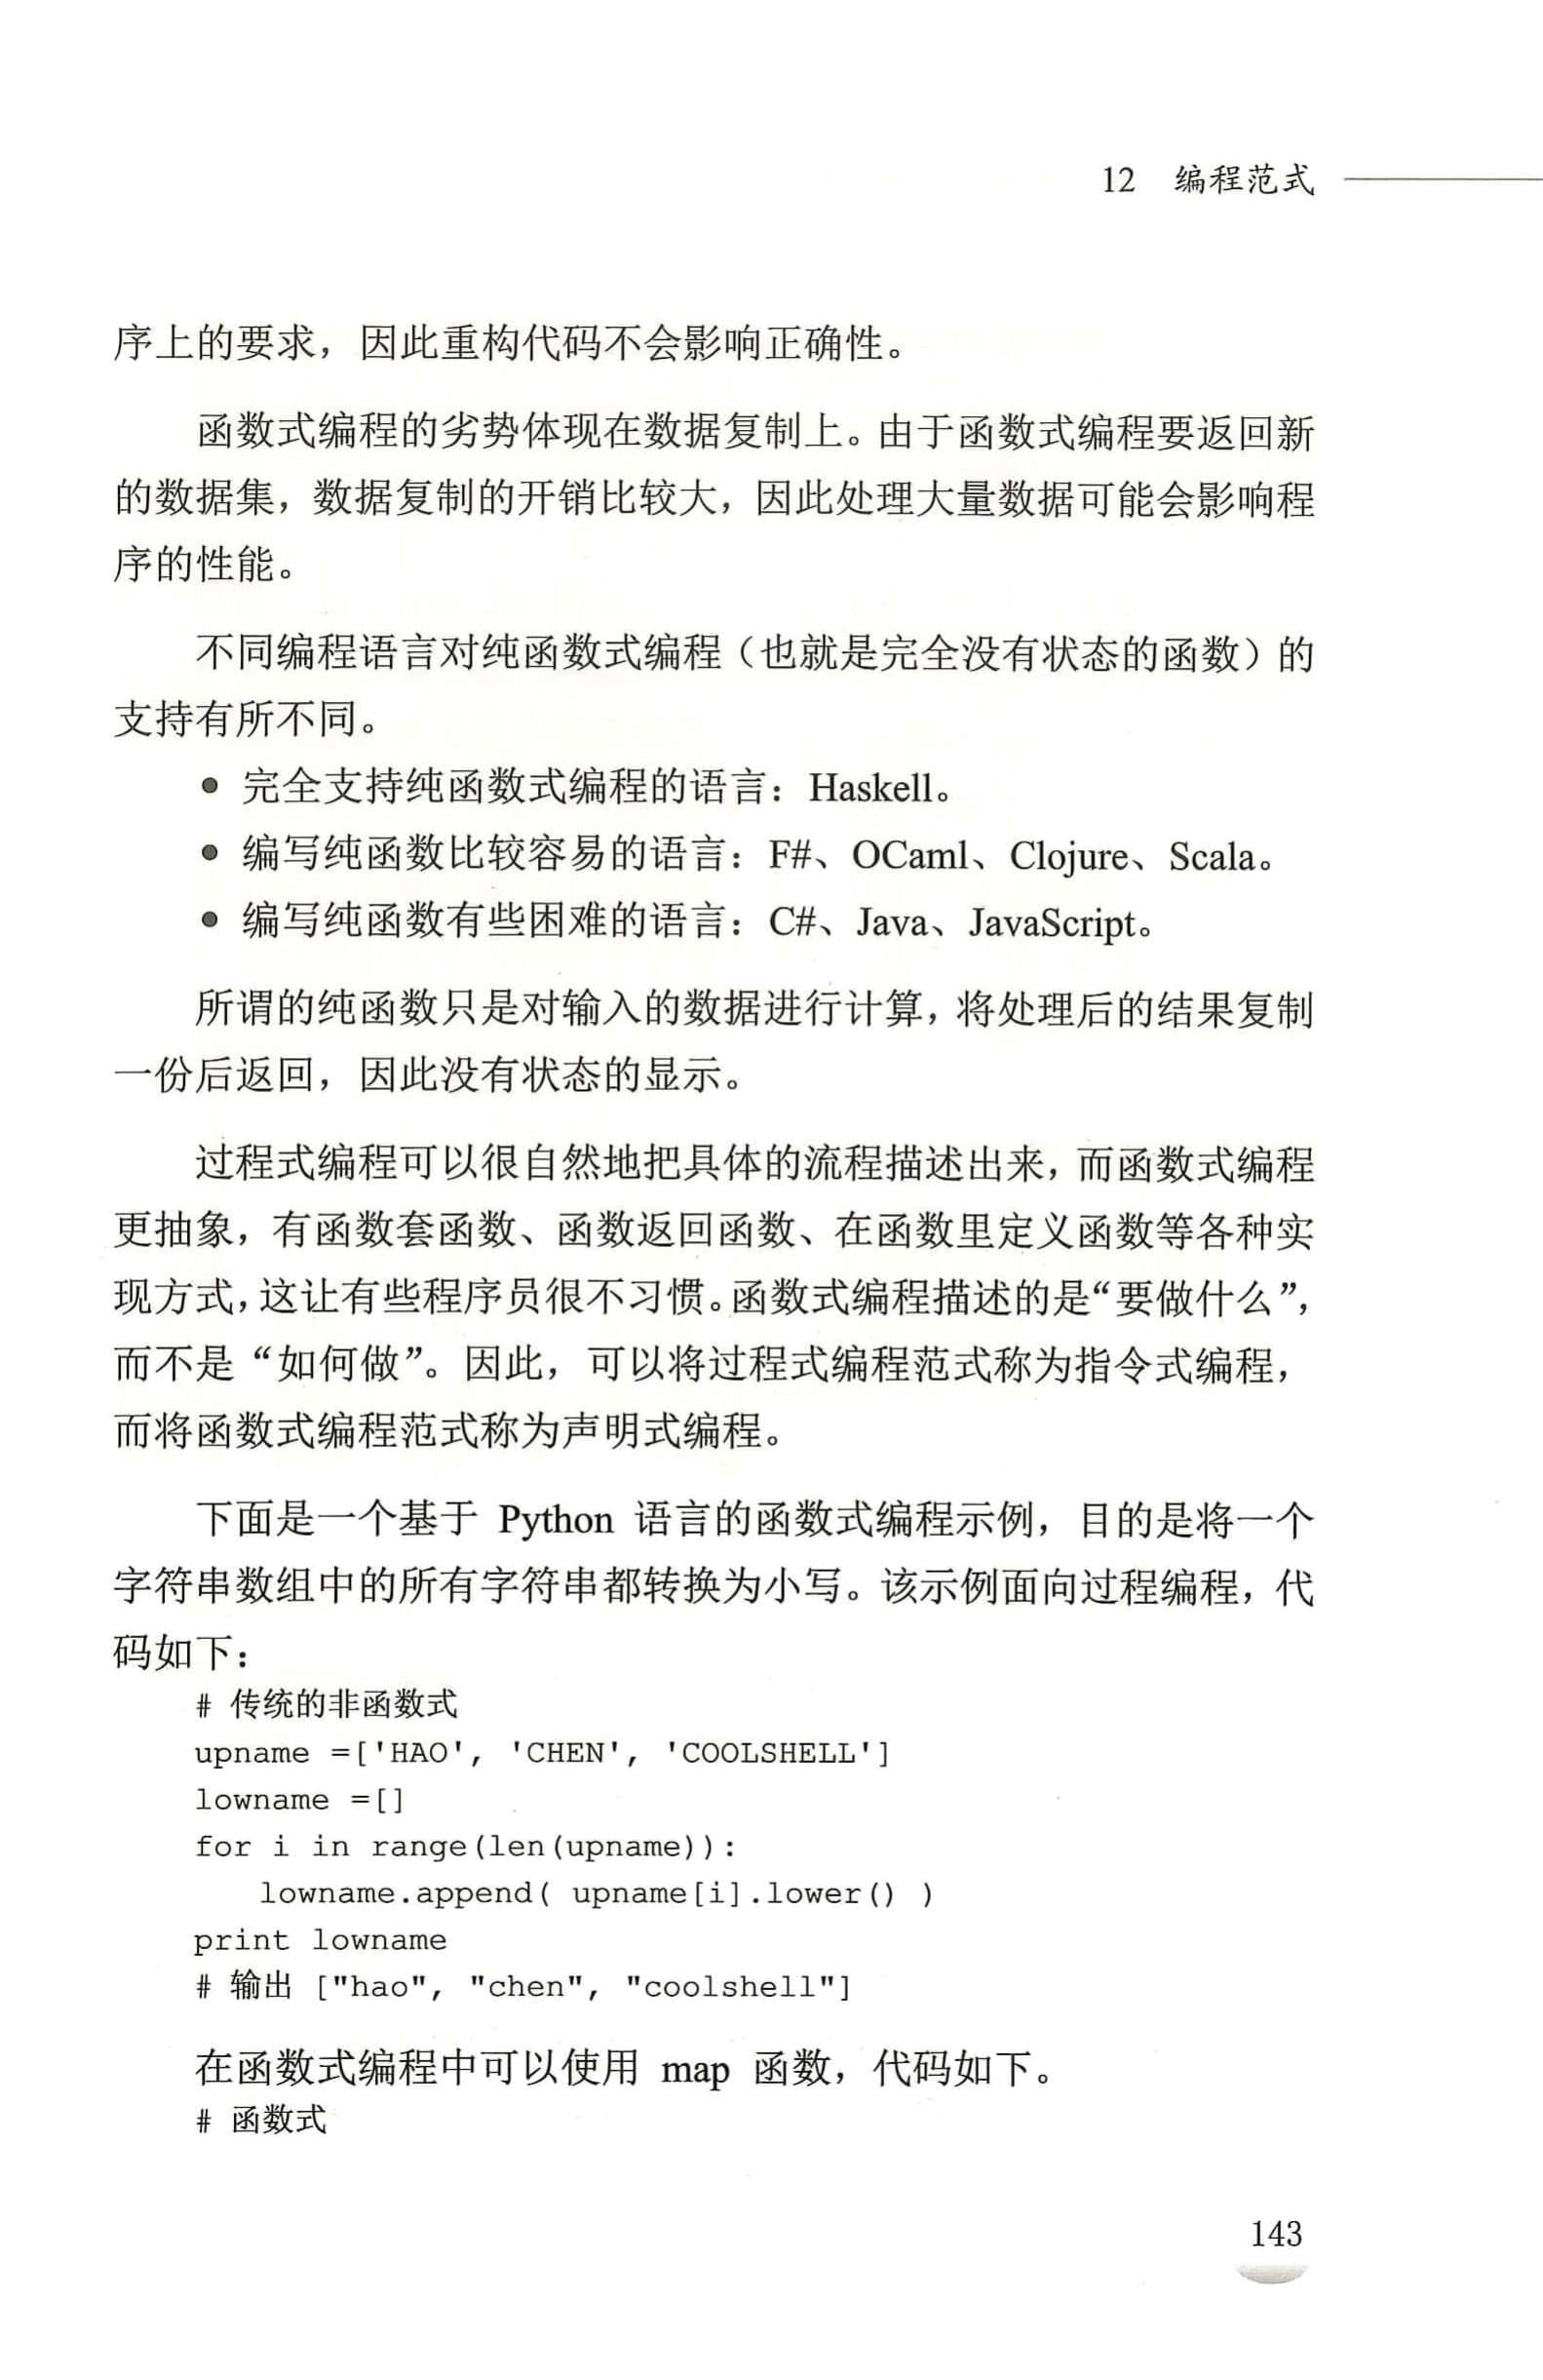 12 编程范式
序上的要求，因此重构代码不会影响正确性。
函数式编程的劣势体现在数据复制上。由于函数式编程要返回新
的数据集，数据复制的开销比较大，因此处理大量数据可能会影响程
序的性能。
不同编程语言对纯函数式编程（也就是完全没有状态的函数）的
支持有所不同。
● 完全支持纯函数式编程的语言：Haskell。
● 编写纯函数比较容易的语言：F#、OCaml、Clojure、Scala。
● 编写纯函数有些困难的语言：C#、Java、JavaScript。
所谓的纯函数只是对输入的数据进行计算，将处理后的结果复制
一份后返回，因此没有状态的显示。
过程式编程可以很自然地把具体的流程描述出来，而函数式编程
更抽象，有函数套函数、函数返回函数、在函数里定义函数等各种实
现方式，这让有些程序员很不习惯。函数式编程描述的是“要做什么”，
而不是“如何做”。因此，可以将过程式编程范式称为指令式编程，
而将函数式编程范式称为声明式编程。
下面是一个基于 Python 语言的函数式编程示例，目的是将一个
字符串数组中的所有字符串都转换为小写。该示例面向过程编程，代
码如下：
# 传统的非函数式
upname =['HAO', 'CHEN', 'COOLSHELL']
lowname =[]
for i in range(len(upname)):
    lowname.append( upname[i].lower() )
print lowname
# 输出 ["hao", "chen", "coolshell"]
在函数式编程中可以使用 map 函数，代码如下。
# 函数式
143